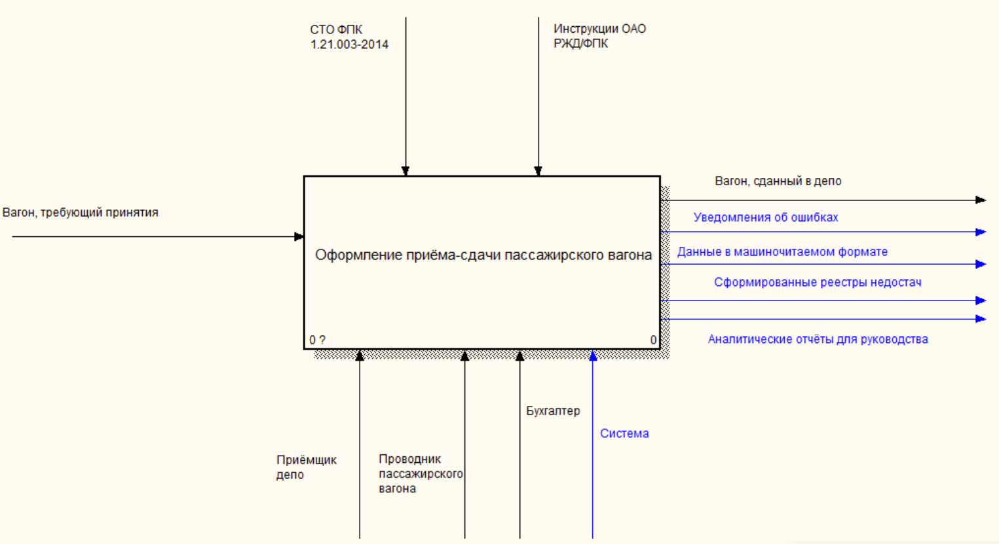 СТО ФПК
1.21.003-2014
Инструкции ОАО
РЖД/ФПК
Вагон, требующий принятия
Оформление приёма-сдачи пассажирского вагона
0 ?
0
Вагон, сданный в депо
Уведомления об ошибках
Данные в машиночитаемом формате
Сформированные реестры недостач
Аналитические отчёты для руководства
Приёмщик
депо
Проводник
пассажирского
вагона
Бухгалтер
Система